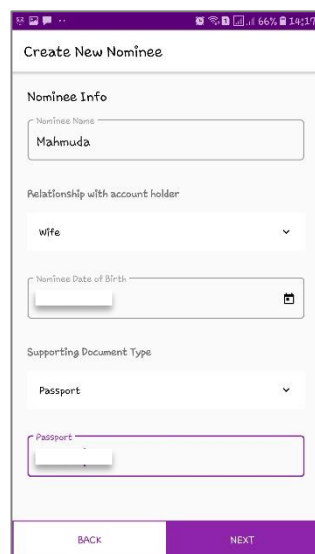 66% 14:17
Create New Nominee
Nominee Info
Nominee Name
Mahmuda
Relationship with account holder
Wife
Nominee Date of Birth
Supporting Document Type
Passport
Passport
BACK
NEXT